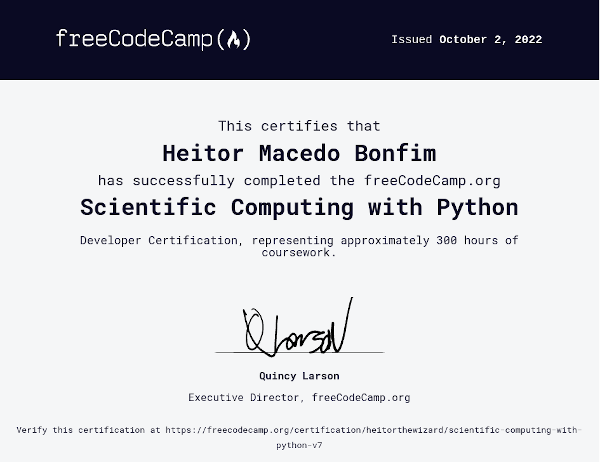 freeCodeCamp(🔥)
Issued October 2, 2022
This certifies that
Heitor Macedo Bonfim
has successfully completed the freeCodeCamp.org
Scientific Computing with Python
Developer Certification, representing approximately 300 hours of
coursework.
Q Larson
Quincy Larson
Executive Director, freeCodeCamp.org
Verify this certification at https://freecodecamp.org/certification/heitorthewizard/scientific-computing-with-
python-v7